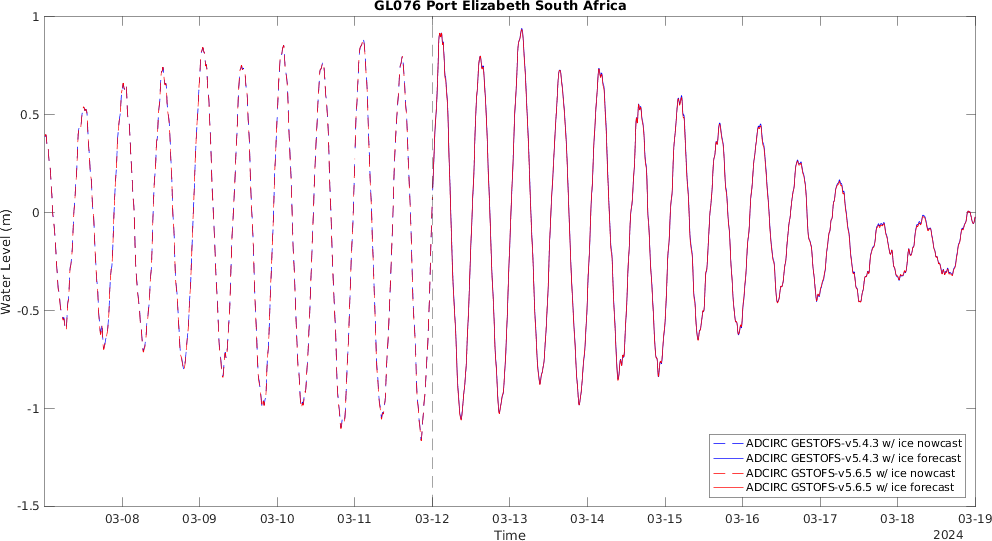 GL076 Port Elizabeth South Africa
1
0.5
0
-0.5
-1
-1.5
Water Level (m)
ADCIRC GESTOFS-v5.4.3 w/ ice nowcast
ADCIRC GESTOFS-v5.4.3 w/ ice forecast
ADCIRC GSTOFS-v5.6.5 w/ ice nowcast
ADCIRC GSTOFS-v5.6.5 w/ ice forecast
03-08 03-09 03-10 03-11 03-12 03-13 03-14 03-15 03-16 03-17 03-18 03-19
Time
2024